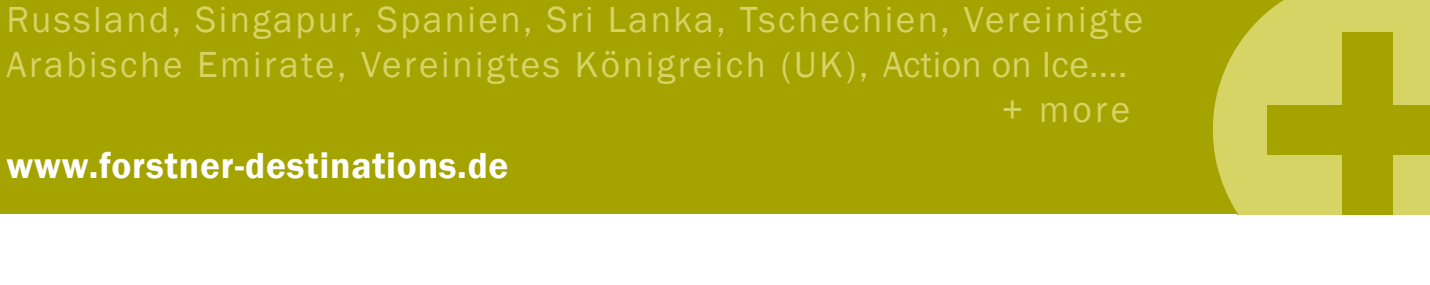 Russland, Singapur, Spanien, Sri Lanka, Tschechien, Vereinigte
Arabische Emirate, Vereinigtes Königreich (UK), Action on Ice....
+ more
www.forstner-destinations.de